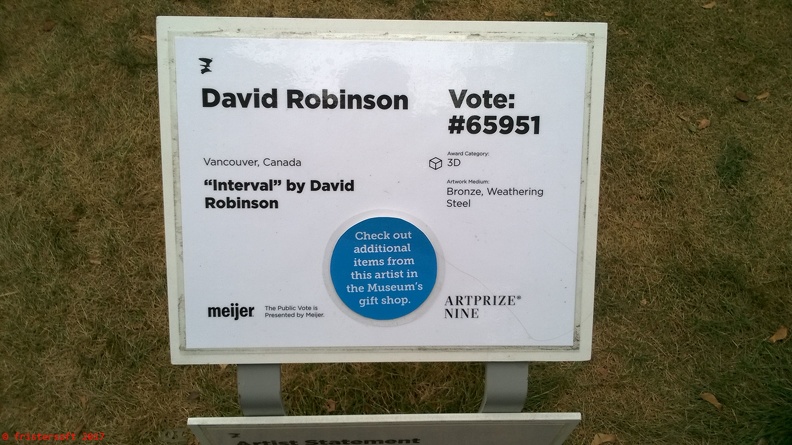 David Robinson
Vote:
#65951
Vancouver, Canada
Award Category:
3D
“Interval” by David
Robinson
Artwork Medium:
Bronze, Weathering
Steel
Check out
additional
items from
this artist in
the Museum's
gift shop.
meijer
The Public Vote is
Presented by Meijer.
ARTPRIZE®
NINE
Artist Statement